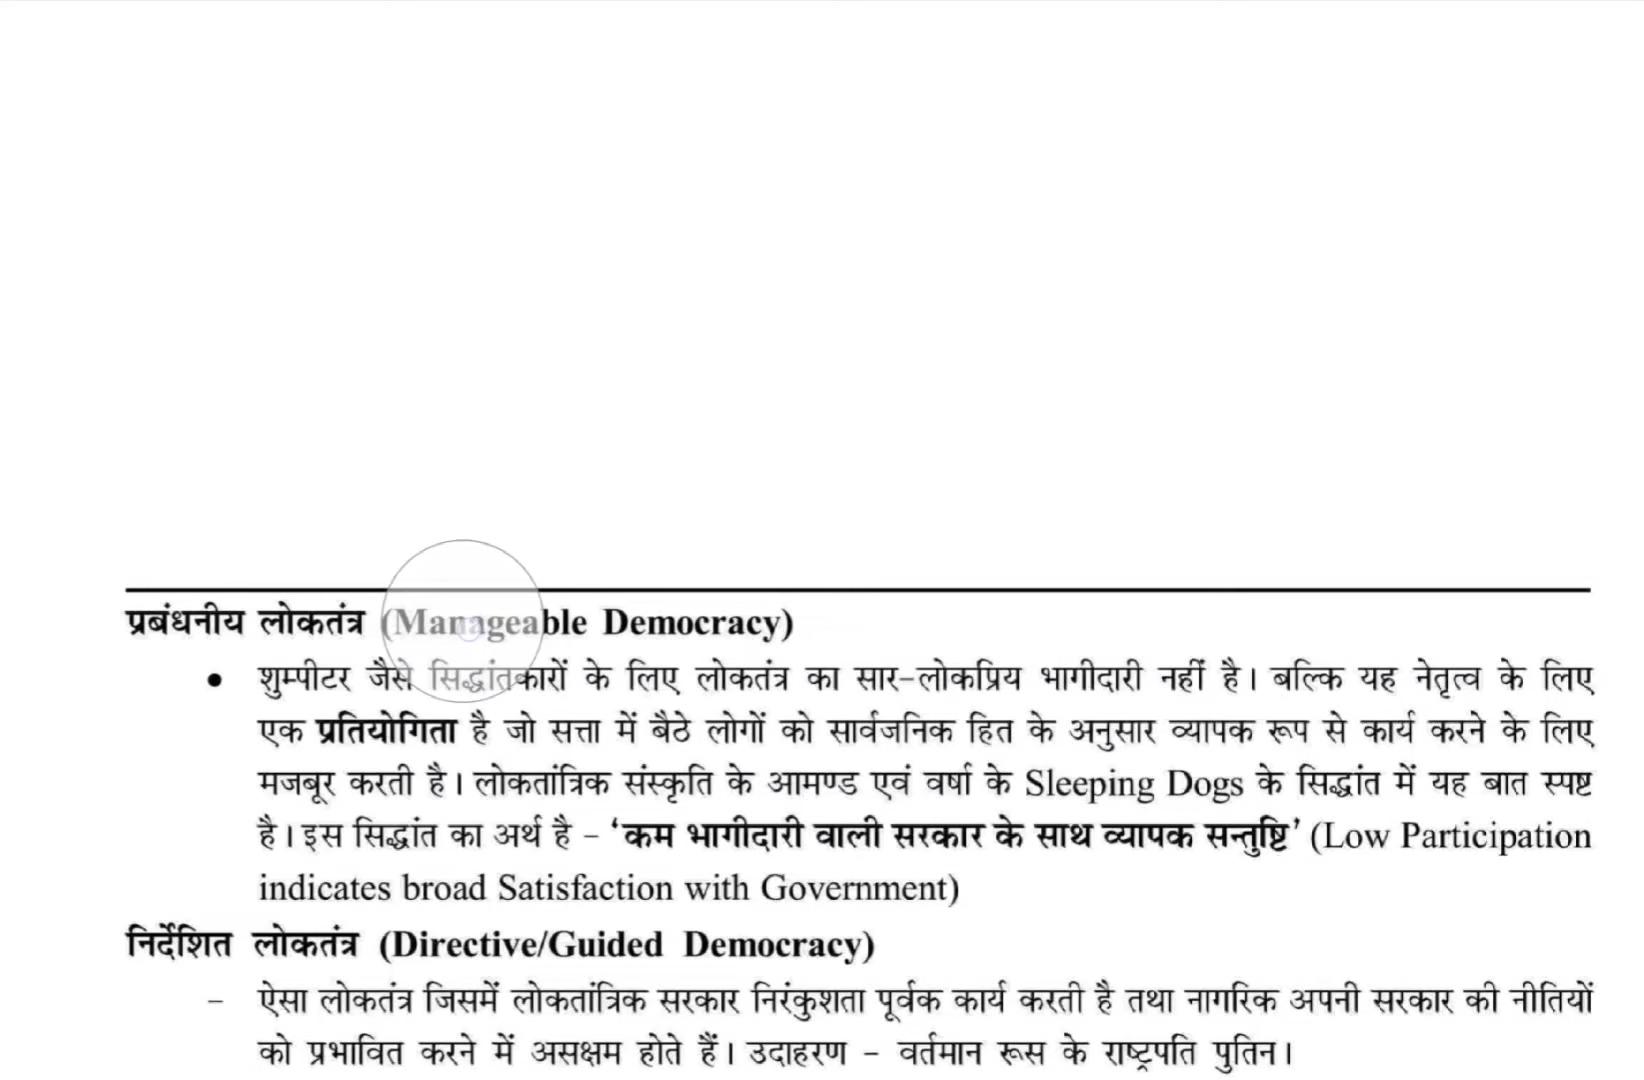 प्रबंधनीय लोकतंत्र (Manageable Democracy)
• शुम्पीटर जैसे सिद्धांतकारों के लिए लोकतंत्र का सार-लोकप्रिय भागीदारी नहीं है। बल्कि यह नेतृत्व के लिए
एक प्रतियोगिता है जो सत्ता में बैठे लोगों को सार्वजनिक हित के अनुसार व्यापक रूप से कार्य करने के लिए
मजबूर करती है। लोकतांत्रिक संस्कृति के आमण्ड एवं वर्षा के Sleeping Dogs के सिद्धांत में यह बात स्पष्ट
है। इस सिद्धांत का अर्थ है – ‘कम भागीदारी वाली सरकार के साथ व्यापक सन्तुष्टि’ (Low Participation
indicates broad Satisfaction with Government)
निर्देशित लोकतंत्र (Directive/Guided Democracy)
– ऐसा लोकतंत्र जिसमें लोकतांत्रिक सरकार निरंकुशता पूर्वक कार्य करती है तथा नागरिक अपनी सरकार की नीतियों
को प्रभावित करने में असक्षम होते हैं। उदाहरण – वर्तमान रूस के राष्ट्रपति पुतिन।